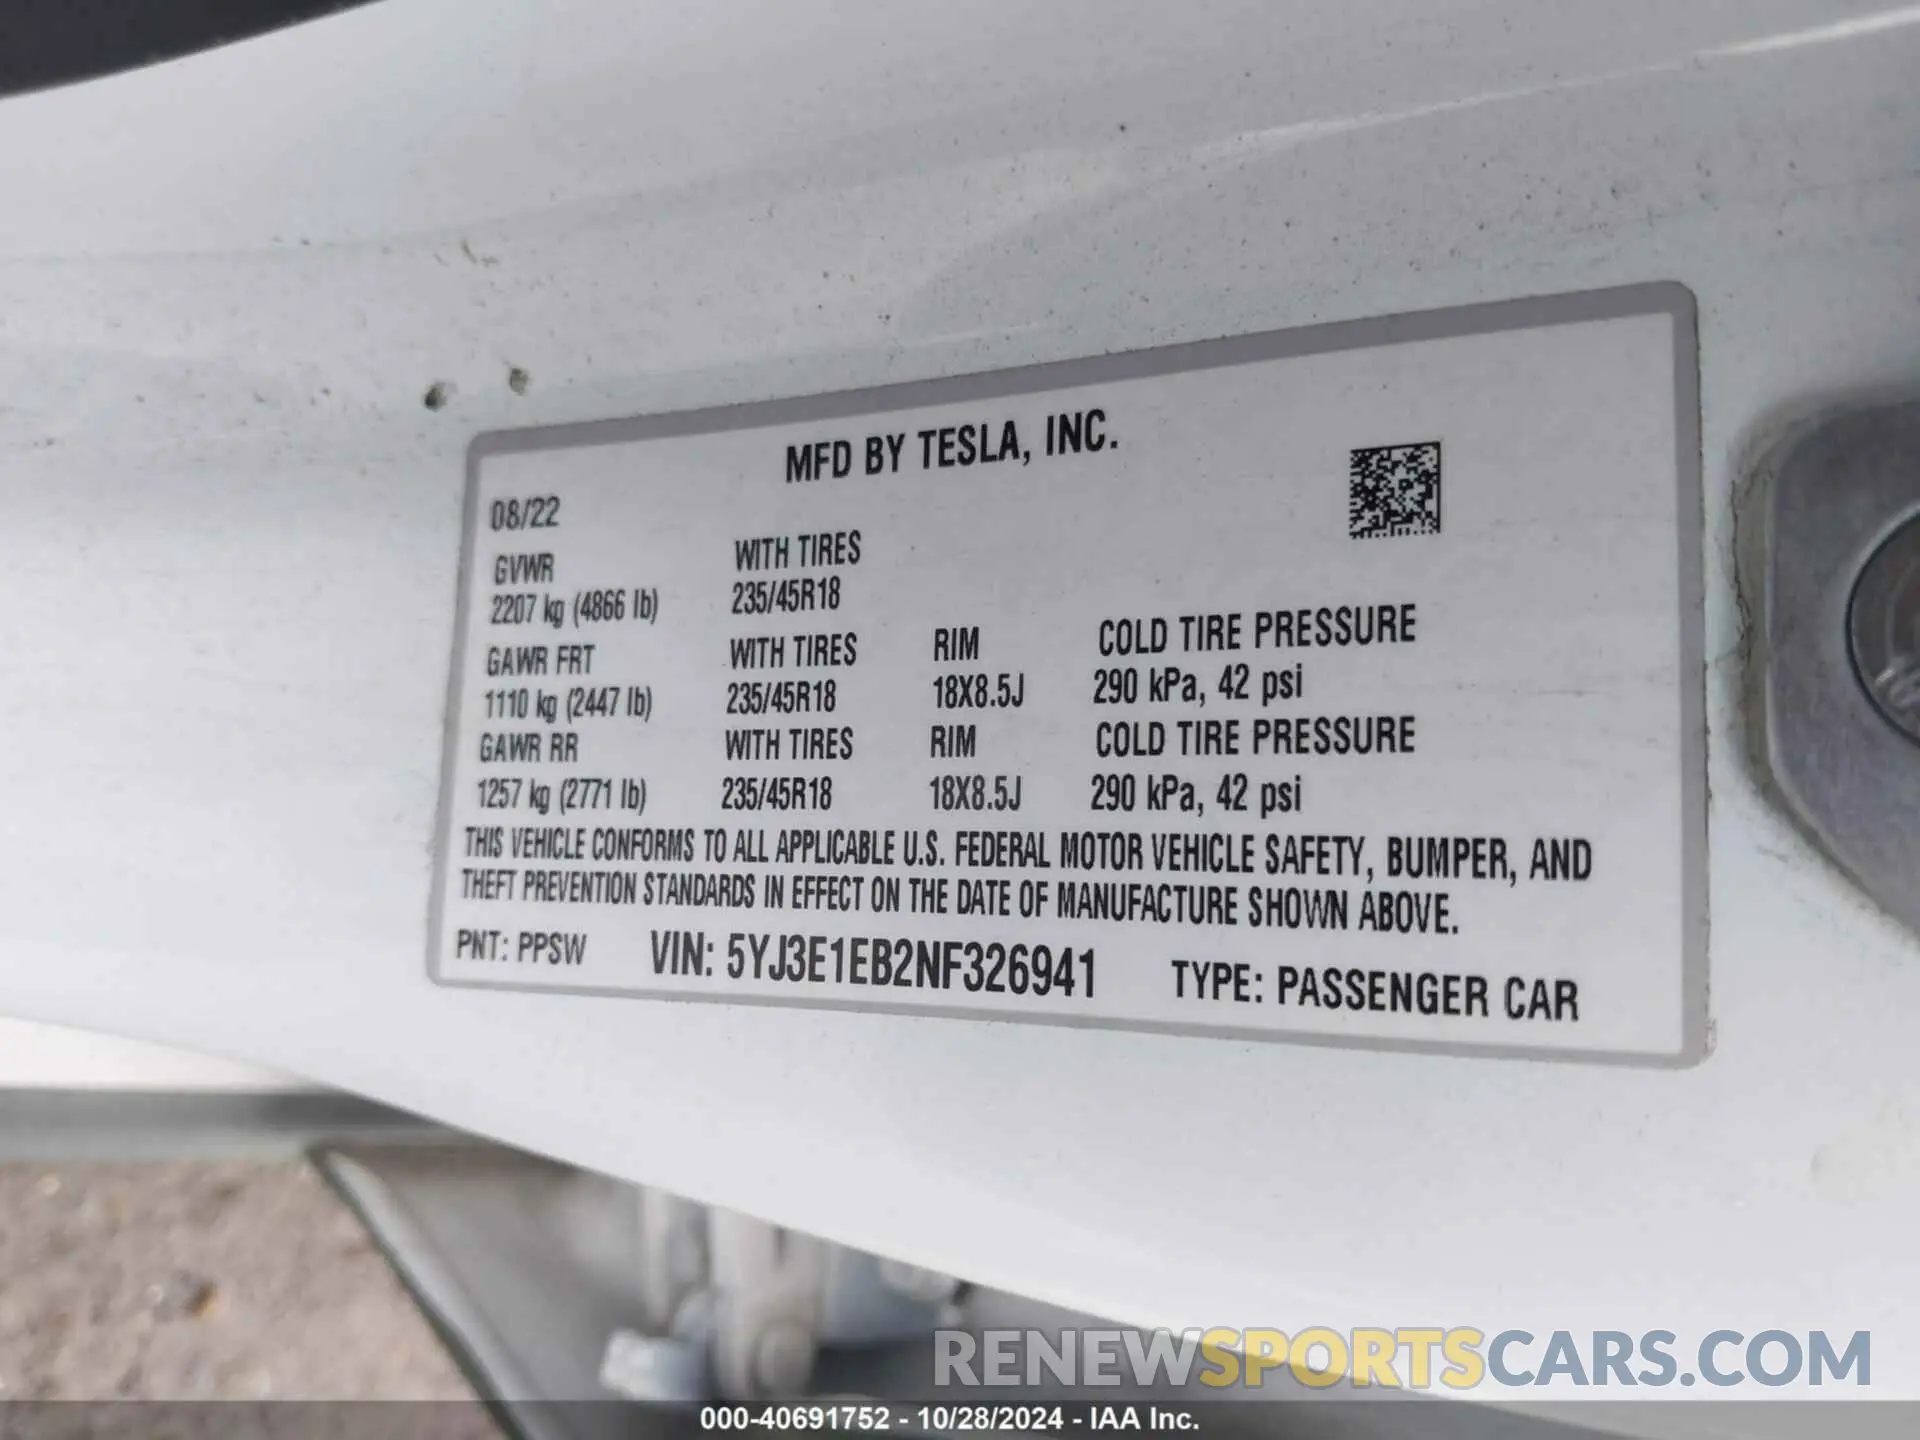 MFD BY TESLA, INC.
08/22
GVWR WITH TIRES
2207 kg (4866 lb) 235/45R18
GAWR FRT WITH TIRES RIM COLD TIRE PRESSURE
1110 kg (2447 lb) 235/45R18 18X8.5J 290 kPa, 42 psi
GAWR RR WITH TIRES RIM COLD TIRE PRESSURE
1257 kg (2771 lb) 235/45R18 18X8.5J 290 kPa, 42 psi
THIS VEHICLE CONFORMS TO ALL APPLICABLE U.S. FEDERAL MOTOR VEHICLE SAFETY, BUMPER, AND
THEFT PREVENTION STANDARDS IN EFFECT ON THE DATE OF MANUFACTURE SHOWN ABOVE.
PNT: PPSW VIN: 5YJ3E1EB2NF326941 TYPE: PASSENGER CAR
RENEWSPORTSCARS.COM
000-40691752 - 10/28/2024 - IAA Inc.